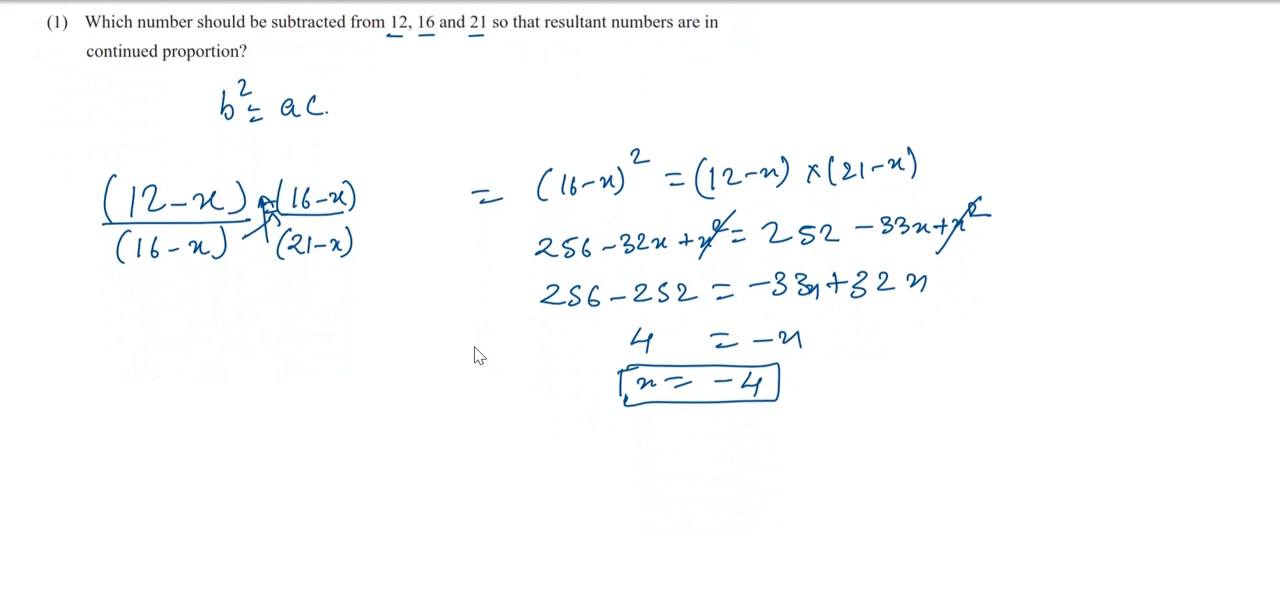 (1) Which number should be subtracted from 12, 16 and 21 so that resultant numbers are in
continued proportion?
b² = ac.
(12-x)/(16-x) = (16-x)/(21-x)
= (16-x)² = (12-x) × (21-x)
256-32x + x² = 252 - 33x + x²
256-252 = -33x+32x
4 = -x
x = -4